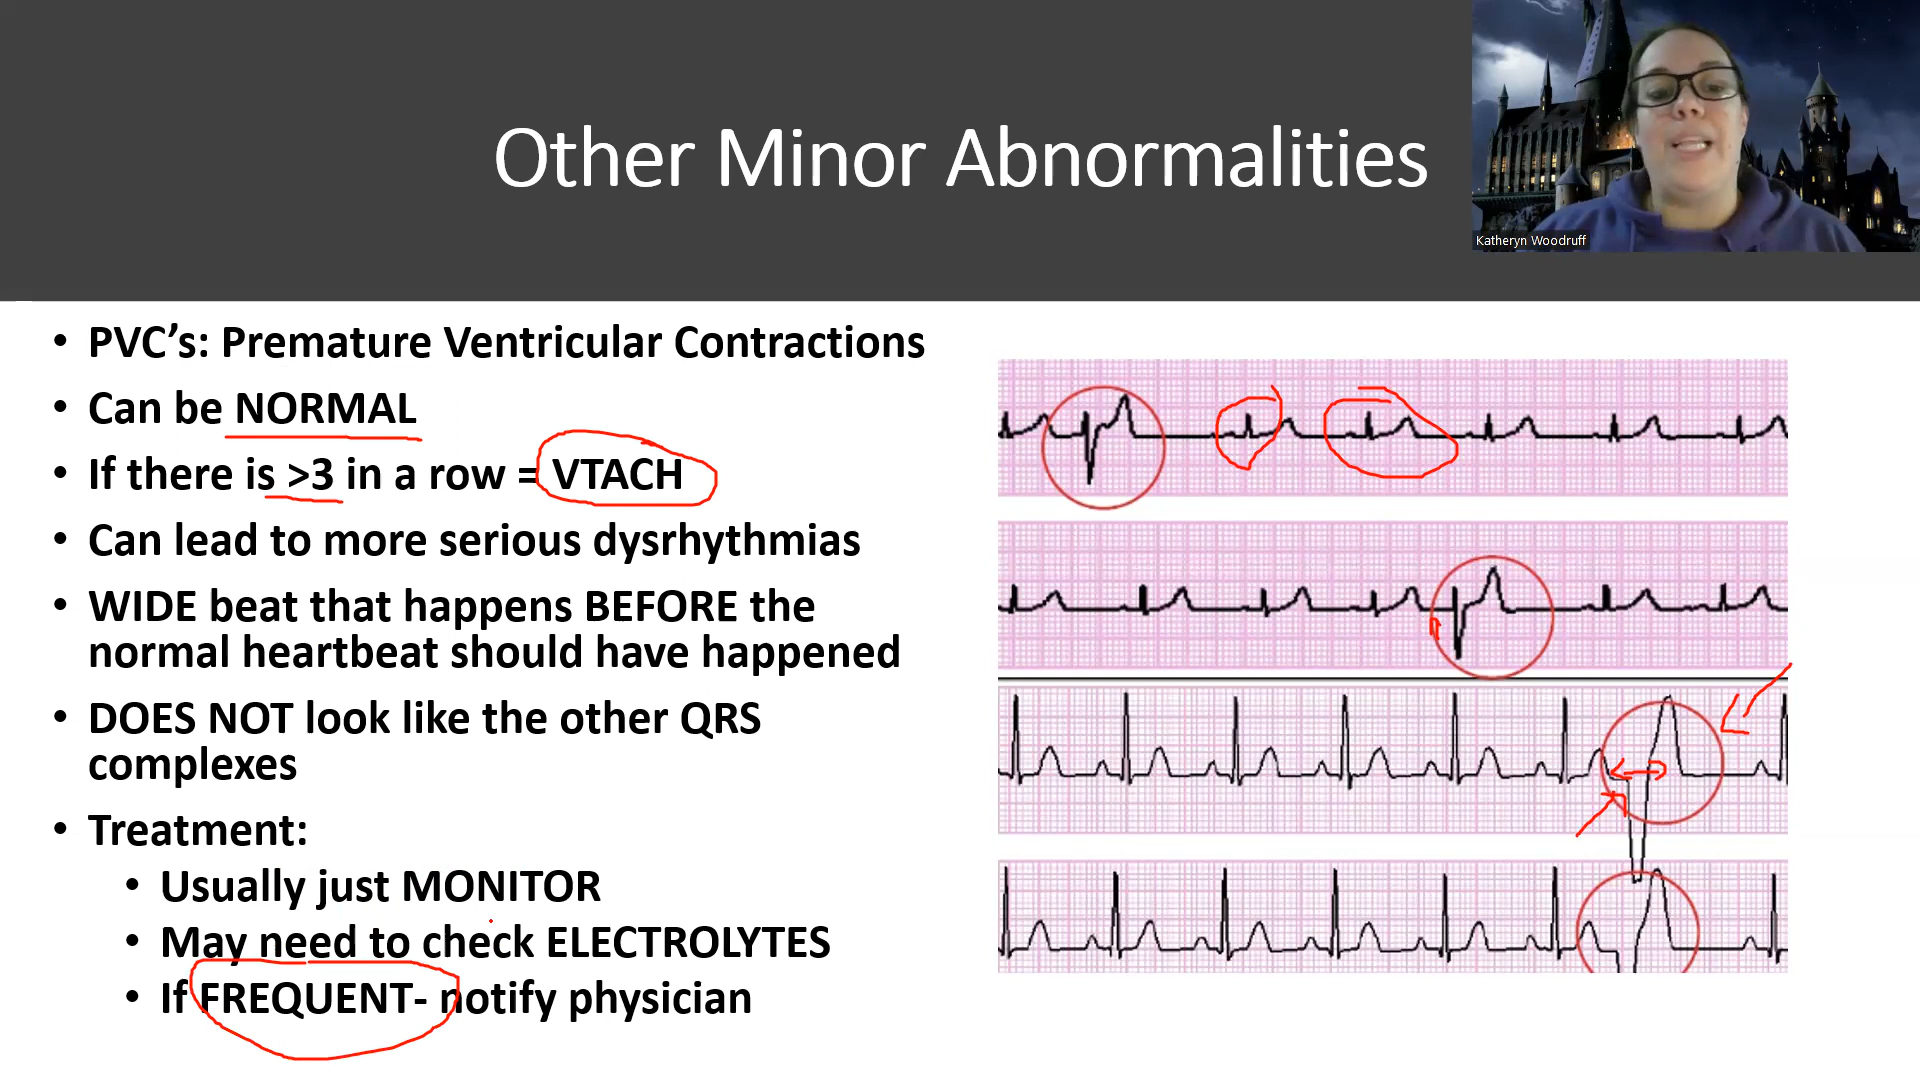 Other Minor Abnormalities
Katheryn Woodruff
• PVC’s: Premature Ventricular Contractions
• Can be NORMAL
• If there is >3 in a row = VTACH
• Can lead to more serious dysrhythmias
• WIDE beat that happens BEFORE the
normal heartbeat should have happened
• DOES NOT look like the other QRS
complexes
• Treatment:
• Usually just MONITOR
• May need to check ELECTROLYTES
• If FREQUENT- notify physician